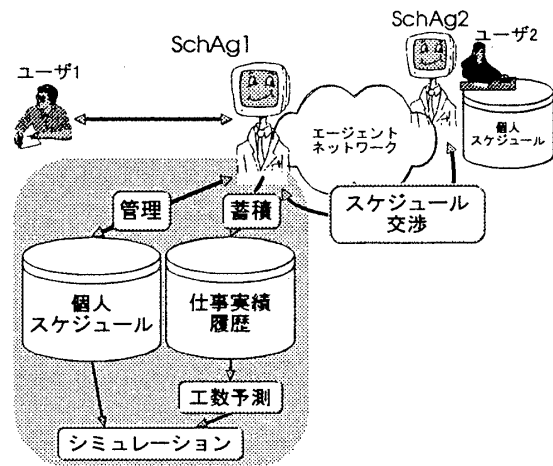 SchAg2
SchAg1
ユーザ2
ユーザ1
エージェント
ネットワーク
個人
スケジュール
管理
蓄積
スケジュール
交渉
個人
スケジュール
仕事実績
履歴
工数予測
シミュレーション